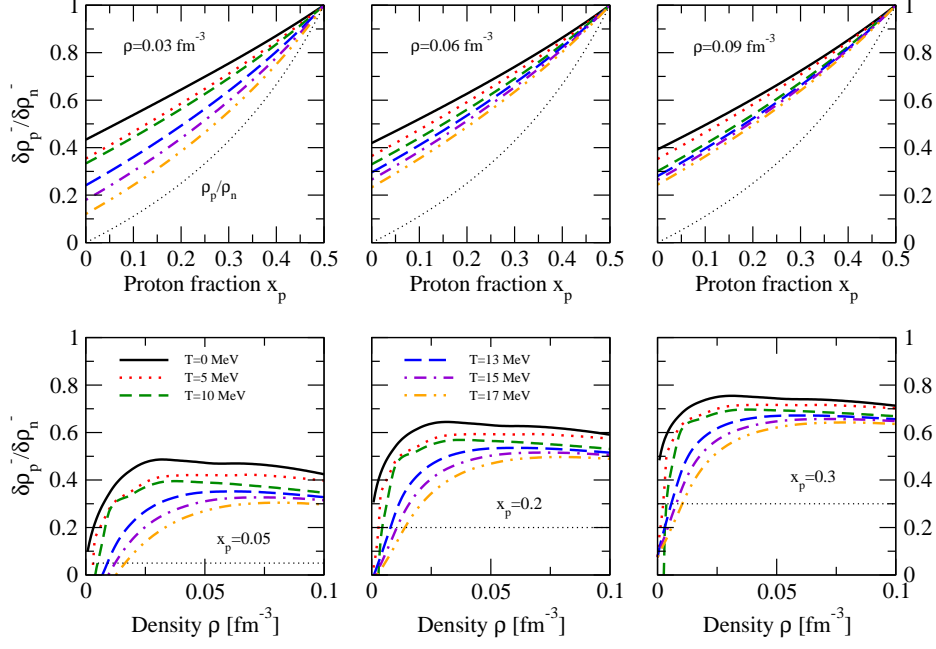 1
0.8
0.6
0.4
0.2
0
δρp-/δρn-
ρ=0.03 fm-3
ρp/ρn
0 0.1 0.2 0.3 0.4 0.5
Proton fraction xp
ρ=0.06 fm-3
0 0.1 0.2 0.3 0.4 0.5
Proton fraction xp
ρ=0.09 fm-3
0 0.1 0.2 0.3 0.4 0.5
Proton fraction xp
1
0.8
0.6
0.4
0.2
0
1
0.8
0.6
0.4
0.2
0
δρp-/δρn-
T=0 MeV
T=5 MeV
T=10 MeV
xp=0.05
0 0.05 0.1
Density ρ [fm-3]
T=13 MeV
T=15 MeV
T=17 MeV
xp=0.2
0 0.05 0.1
Density ρ [fm-3]
xp=0.3
0 0.05 0.1
Density ρ [fm-3]
1
0.8
0.6
0.4
0.2
0